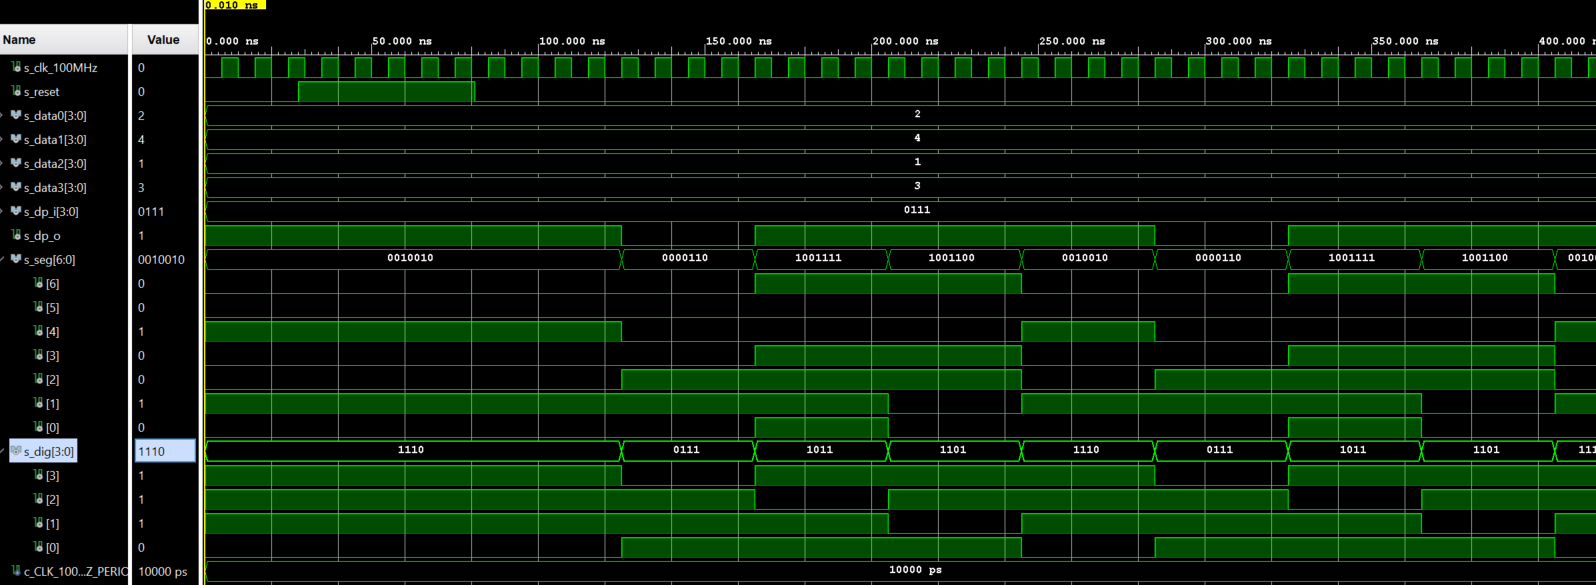 0.010 ns
Name Value
0.000 ns 50.000 ns 100.000 ns 150.000 ns 200.000 ns 250.000 ns 300.000 ns 350.000 ns 400.000
s_clk_100MHz 0
s_reset 0
s_data0[3:0] 2 2
s_data1[3:0] 4 4
s_data2[3:0] 1 1
s_data3[3:0] 3 3
s_dp_i[3:0] 0111 0111
s_dp_o 1
s_seg[6:0] 0010010 0010010 0000110 1001111 1001100 0010010 0000110 1001111 1001100 0010
[6] 0
[5] 0
[4] 1
[3] 0
[2] 0
[1] 1
[0] 0
s_dig[3:0] 1110 1110 0111 1011 1101 1110 0111 1011 1101 111
[3] 1
[2] 1
[1] 1
[0] 0
c_CLK_100...Z_PERIO 10000 ps 10000 ps